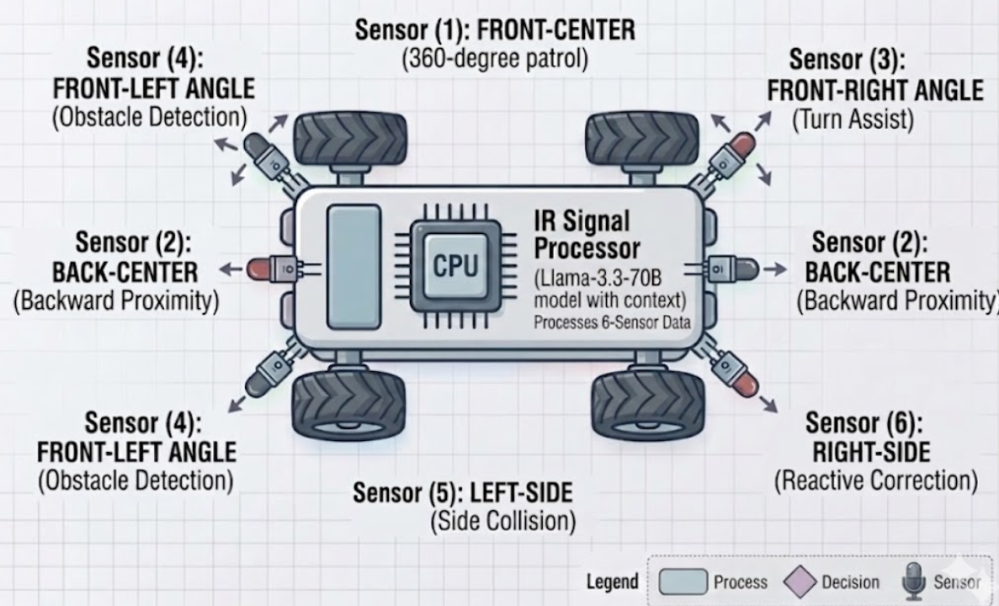 Sensor (1): FRONT-CENTER
(360-degree patrol)
Sensor (4):
FRONT-LEFT ANGLE
(Obstacle Detection)
Sensor (3):
FRONT-RIGHT ANGLE
(Turn Assist)
Sensor (2):
BACK-CENTER
(Backward Proximity)
CPU
IR Signal
Processor
(Llama-3.3-70B
model with context)
Processes 6-Sensor Data
Sensor (2):
BACK-CENTER
(Backward Proximity)
Sensor (4):
FRONT-LEFT ANGLE
(Obstacle Detection)
Sensor (5): LEFT-SIDE
(Side Collision)
Sensor (6):
RIGHT-SIDE
(Reactive Correction)
Legend
Process
Decision
Sensor